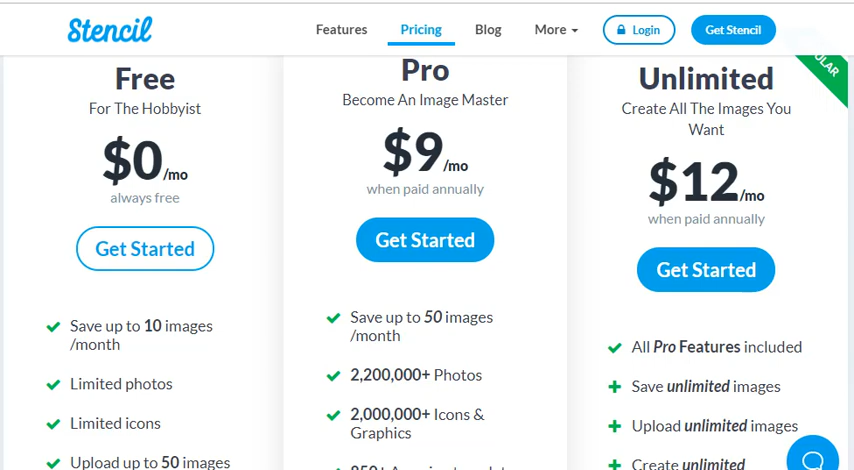 Stencil
Features
Pricing
Blog
More
Login
Get Stencil
Free
For The Hobbyist
$0/mo
always free
Get Started
Save up to 10 images
/month
Limited photos
Limited icons
Upload up to 50 images
Pro
Become An Image Master
$9/mo
when paid annually
Get Started
Save up to 50 images
/month
2,200,000+ Photos
2,000,000+ Icons &
Graphics
Unlimited
Create All The Images You
Want
$12/mo
when paid annually
Get Started
All Pro Features included
Save unlimited images
Upload unlimited images
Create unlimited